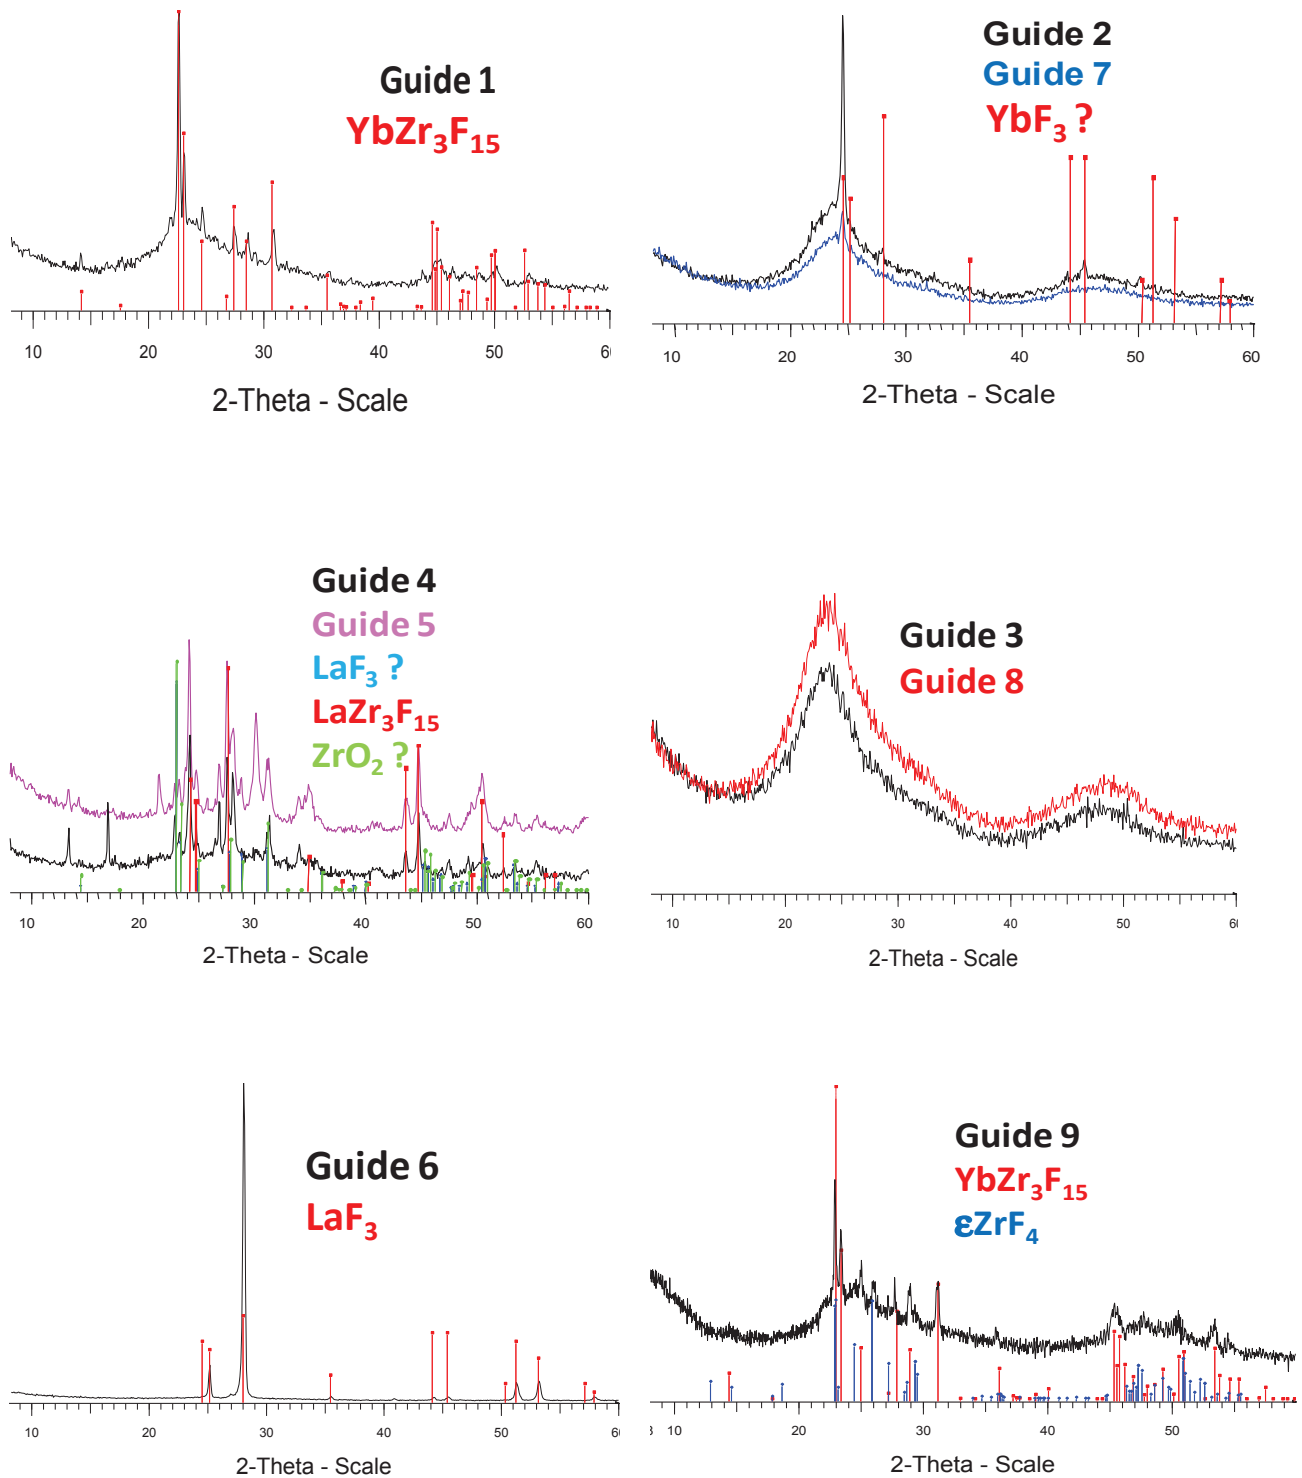 Guide 1
YbZr₃F₁₅
10 20 30 40 50 6
2-Theta - Scale
Guide 2
Guide 7
YbF₃ ?
10 20 30 40 50 60
2-Theta - Scale
Guide 4
Guide 5
LaF₃ ?
LaZr₃F₁₅
ZrO₂ ?
10 20 30 40 50 60
2-Theta - Scale
Guide 3
Guide 8
10 20 30 40 50 6
2-Theta - Scale
Guide 6
LaF₃
10 20 30 40 50 60
2-Theta - Scale
Guide 9
YbZr₃F₁₅
εZrF₄
10 20 30 40 50
2-Theta - Scale